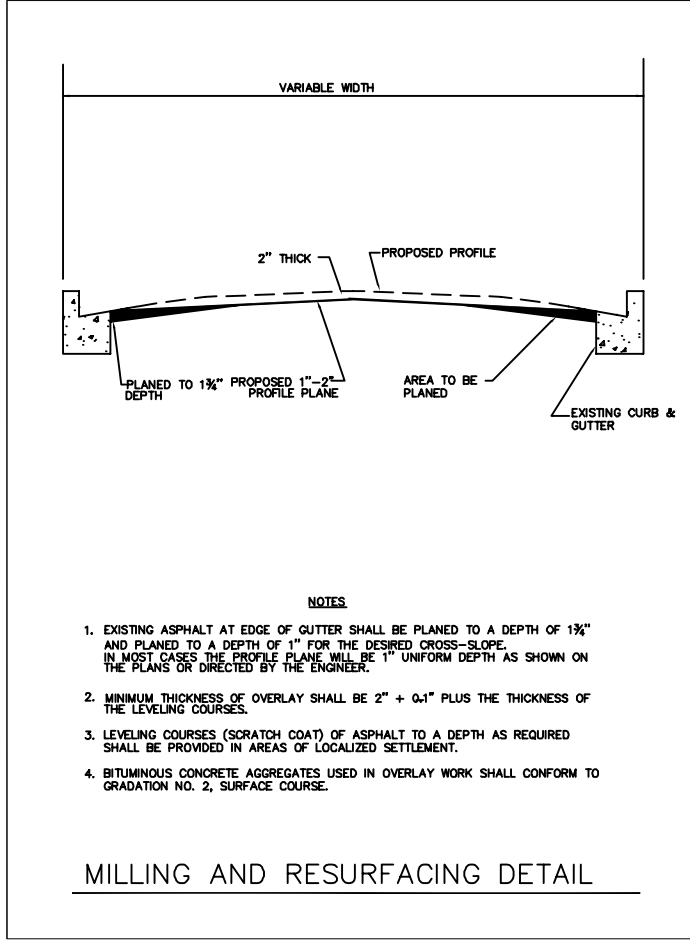 VARIABLE WIDTH
2" THICK
PROPOSED PROFILE
PLANED TO 1¾"
DEPTH
PROPOSED 1"-2"
PROFILE PLANE
AREA TO BE
PLANED
EXISTING CURB &
GUTTER
NOTES
1. EXISTING ASPHALT AT EDGE OF GUTTER SHALL BE PLANED TO A DEPTH OF 1¾"
AND PLANED TO A DEPTH OF 1" FOR THE DESIRED CROSS-SLOPE.
IN MOST CASES THE PROFILE PLANE WILL BE 1" UNIFORM DEPTH AS SHOWN ON
THE PLANS OR DIRECTED BY THE ENGINEER.
2. MINIMUM THICKNESS OF OVERLAY SHALL BE 2" + 0.1" PLUS THE THICKNESS OF
THE LEVELING COURSES.
3. LEVELING COURSES (SCRATCH COAT) OF ASPHALT TO A DEPTH AS REQUIRED
SHALL BE PROVIDED IN AREAS OF LOCALIZED SETTLEMENT.
4. BITUMINOUS CONCRETE AGGREGATES USED IN OVERLAY WORK SHALL CONFORM TO
GRADATION NO. 2, SURFACE COURSE.
MILLING AND RESURFACING DETAIL